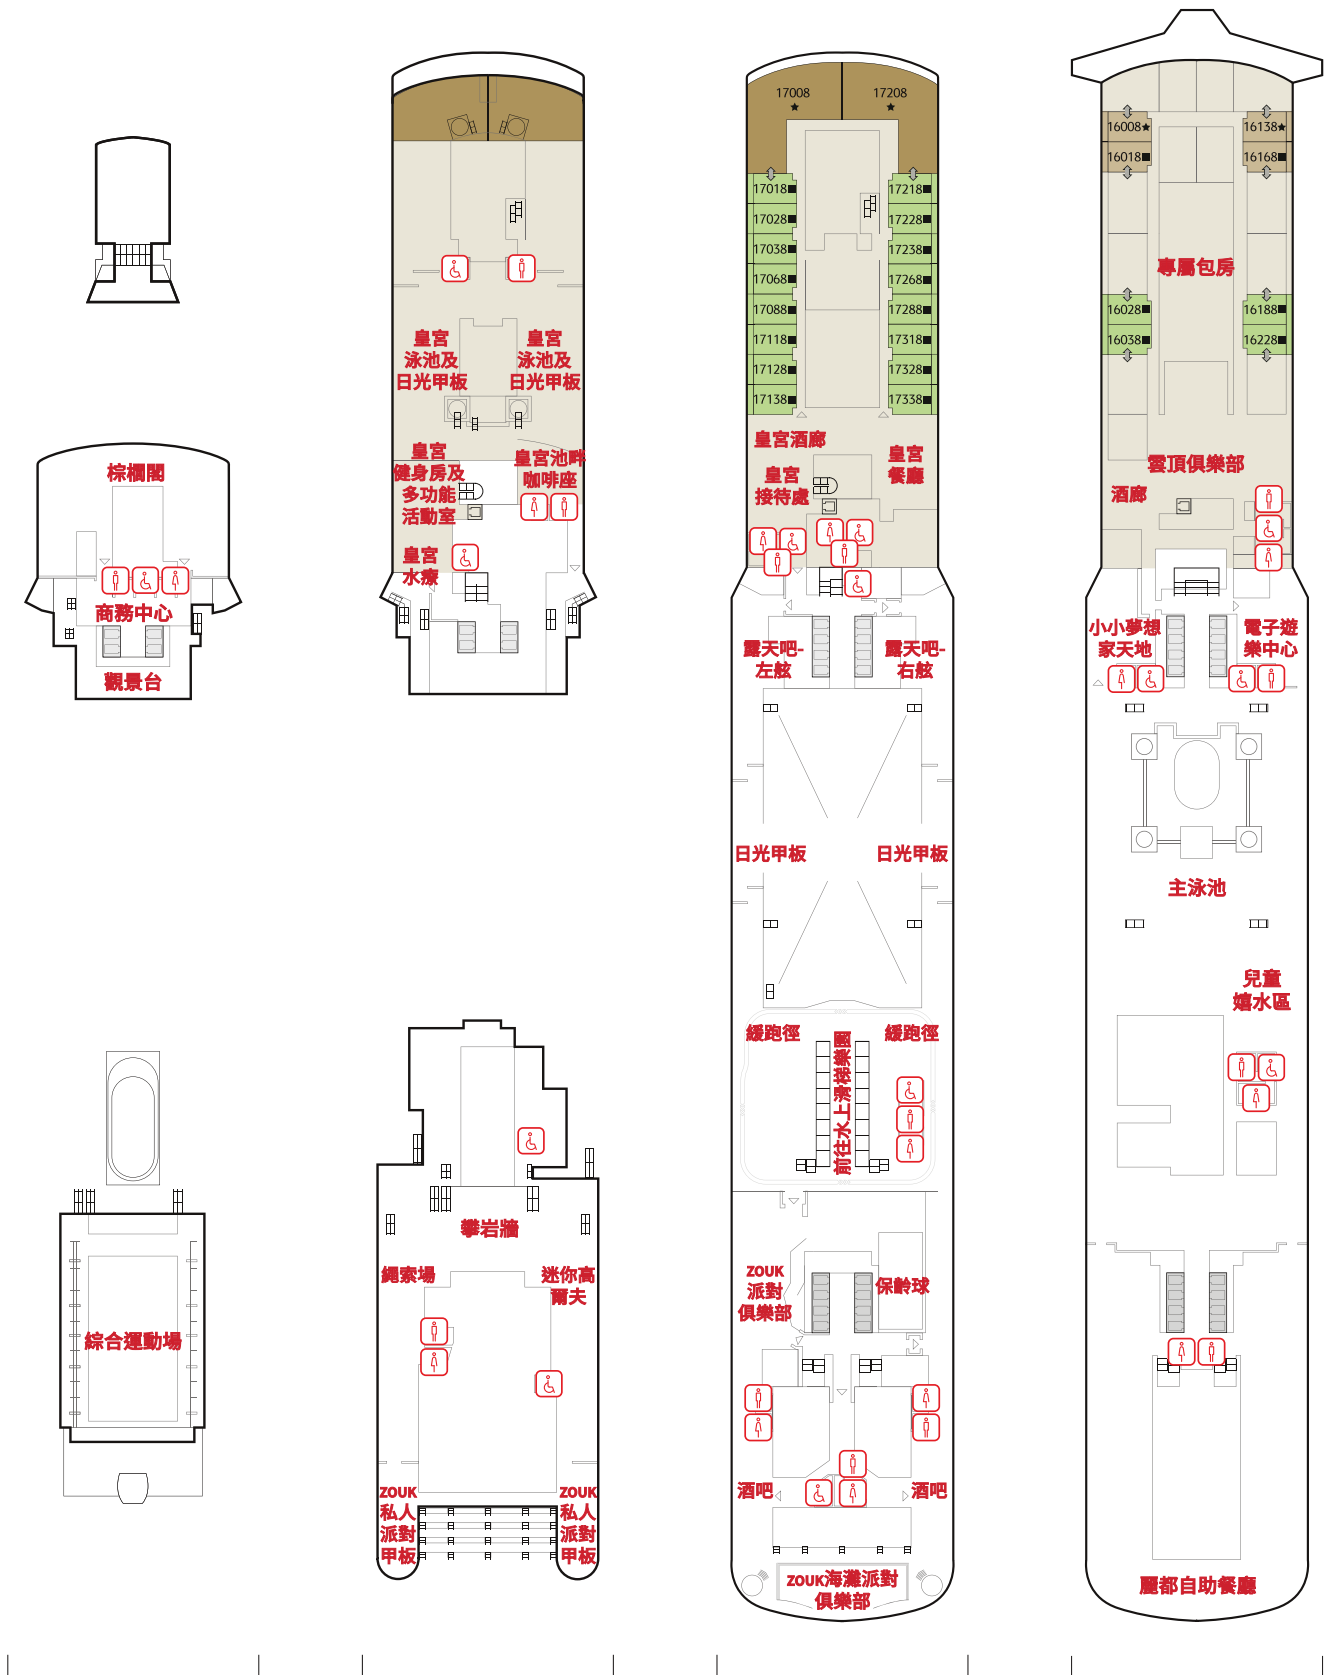 棕櫚閣
商務中心
觀景台
綜合運動場
皇宮
泳池及
日光甲板
皇宮
泳池及
日光甲板
皇宮
健身房及
多功能
活動室
皇宮池畔
咖啡座
皇宮
水療
攀岩牆
繩索場
迷你高
爾夫
ZOUK
私人
派對
甲板
ZOUK
私人
派對
甲板
17008
17208
17018
17218
17028
17228
17038
17238
17068
17268
17088
17288
17118
17318
17128
17328
17138
17338
皇宮酒廊
皇宮
接待處
皇宮
餐廳
露天吧-
左舷
露天吧-
右舷
日光甲板
日光甲板
緩跑徑
緩跑徑
前往水上滑梯樂園
ZOUK
派對
俱樂部
保齡球
酒吧
酒吧
ZOUK海灘派對
俱樂部
16008
16138
16018
16168
專屬包房
16028
16188
16038
16228
雲頂俱樂部
酒廊
小小夢想
家天地
電子遊
樂中心
主泳池
兒童
嬉水區
麗都自助餐廳